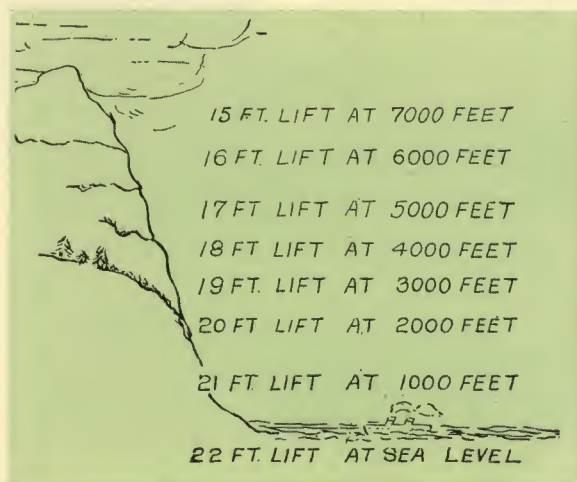 15 FT. LIFT AT 7000 FEET
16 FT. LIFT AT 6000 FEET
17 FT. LIFT AT 5000 FEET
18 FT. LIFT AT 4000 FEET
19 FT. LIFT AT 3000 FEET
20 FT LIFT AT 2000 FEET
21 FT. LIFT AT 1000 FEET
22 FT. LIFT AT SEA LEVEL